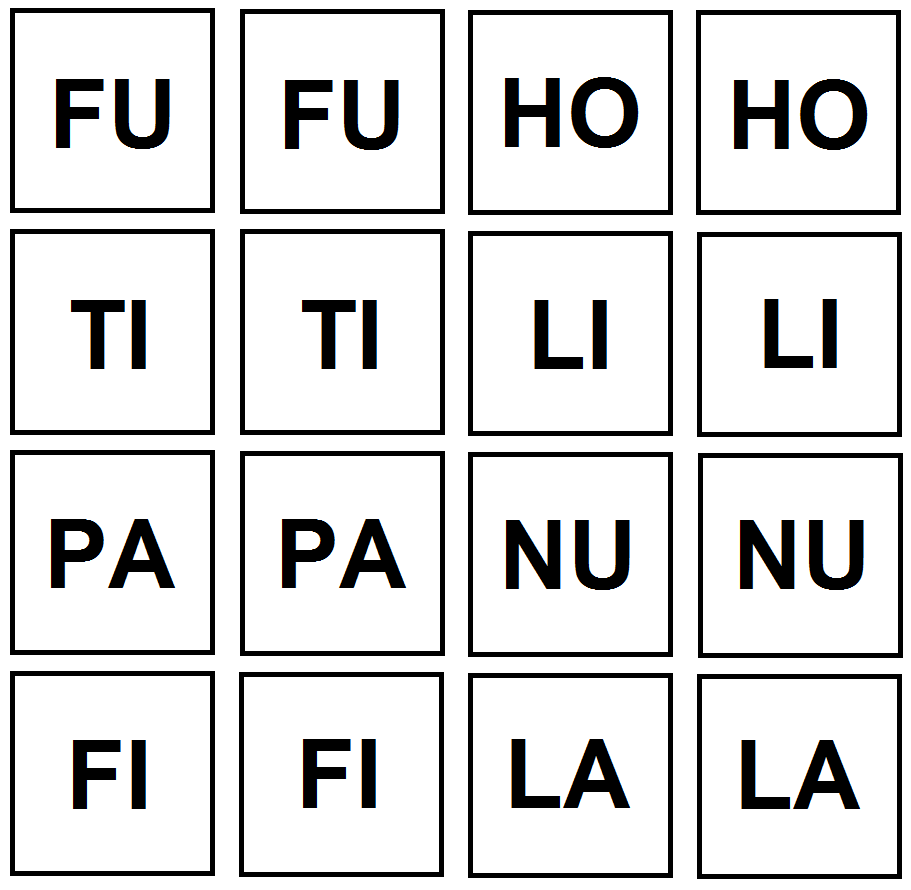 FU FU HO HO
TI TI LI LI
PA PA NU NU
FI FI LA LA